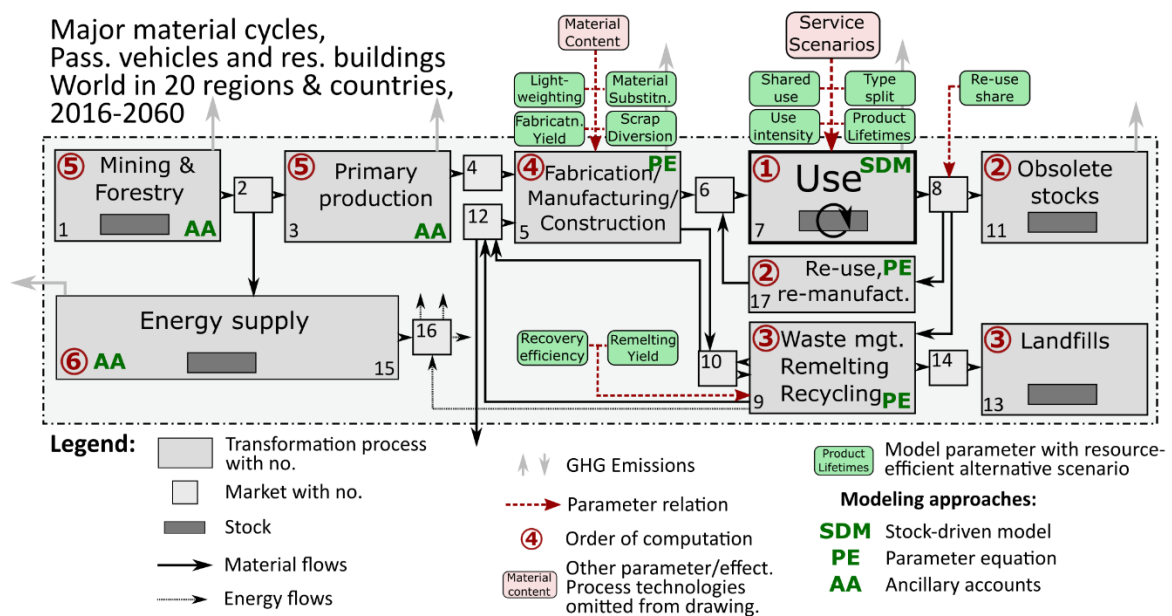 Major material cycles,
Pass. vehicles and res. buildings
World in 20 regions & countries,
2016-2060
Material
Content
Service
Scenarios
Light-
weighting
Material
Substitn.
Shared
use
Type
split
Re-use
share
Fabricatn.
Yield
Scrap
Diversion
Use
intensity
Product
Lifetimes
5
Mining &
Forestry
1
AA
2
5
Primary
production
3
AA
4
12
4
PE
Fabrication/
Manufacturing/
Construction
5
6
1
SDM
Use
7
8
2
Obsolete
stocks
11
2
Re-use,
PE
re-manufact.
17
Energy supply
6
AA
15
16
Recovery
efficiency
Remelting
Yield
10
3
Waste mgt.
Remelting
Recycling
9
PE
14
3
Landfills
13
Legend:
Transformation process
with no.
Market with no.
Stock
Material flows
Energy flows
GHG Emissions
Parameter relation
4
Order of computation
Material
content
Other parameter/effect.
Process technologies
omitted from drawing.
Product
Lifetimes
Model parameter with resource-
efficient alternative scenario
Modeling approaches:
SDM Stock-driven model
PE Parameter equation
AA Ancillary accounts